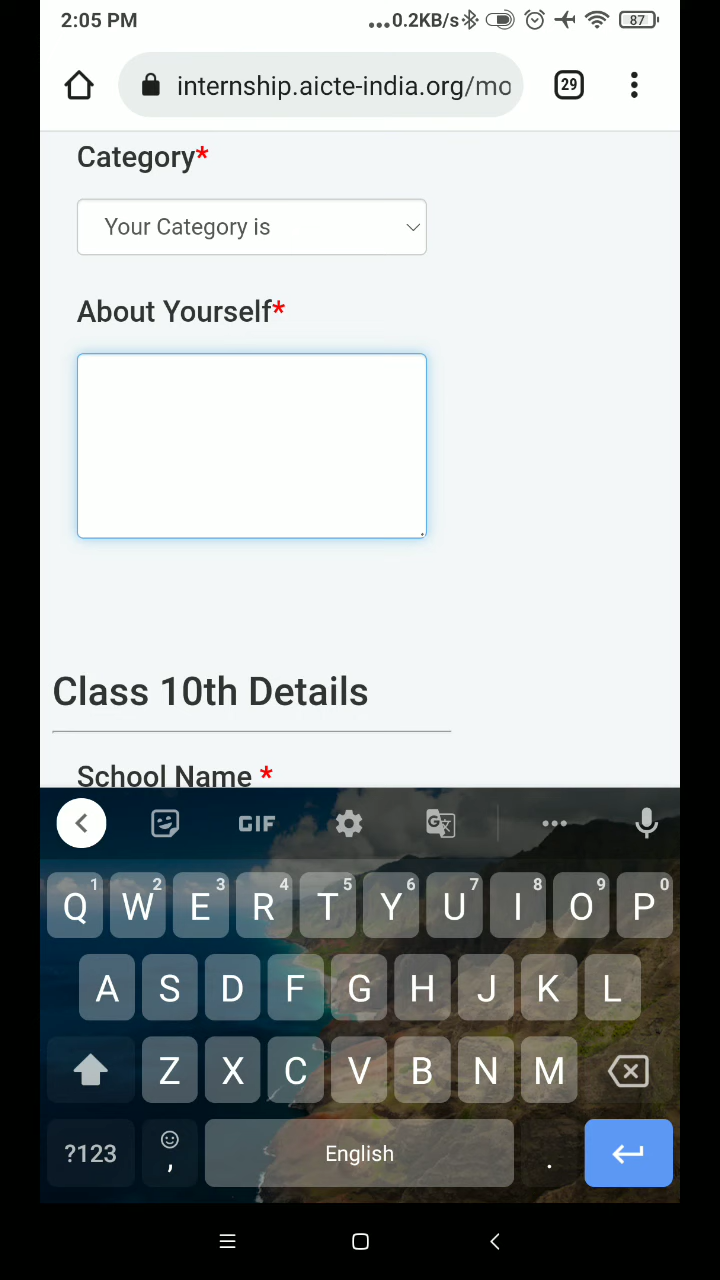 2:05 PM ...0.2KB/s 87
internship.aicte-india.org/mo 29
Category*
Your Category is
About Yourself*
Class 10th Details
School Name *
GIF G
Q1 W2 E3 R4 T5 Y6 U7 I8 O9 P0
A S D F G H J K L
Z X C V B N M
?123 , English .